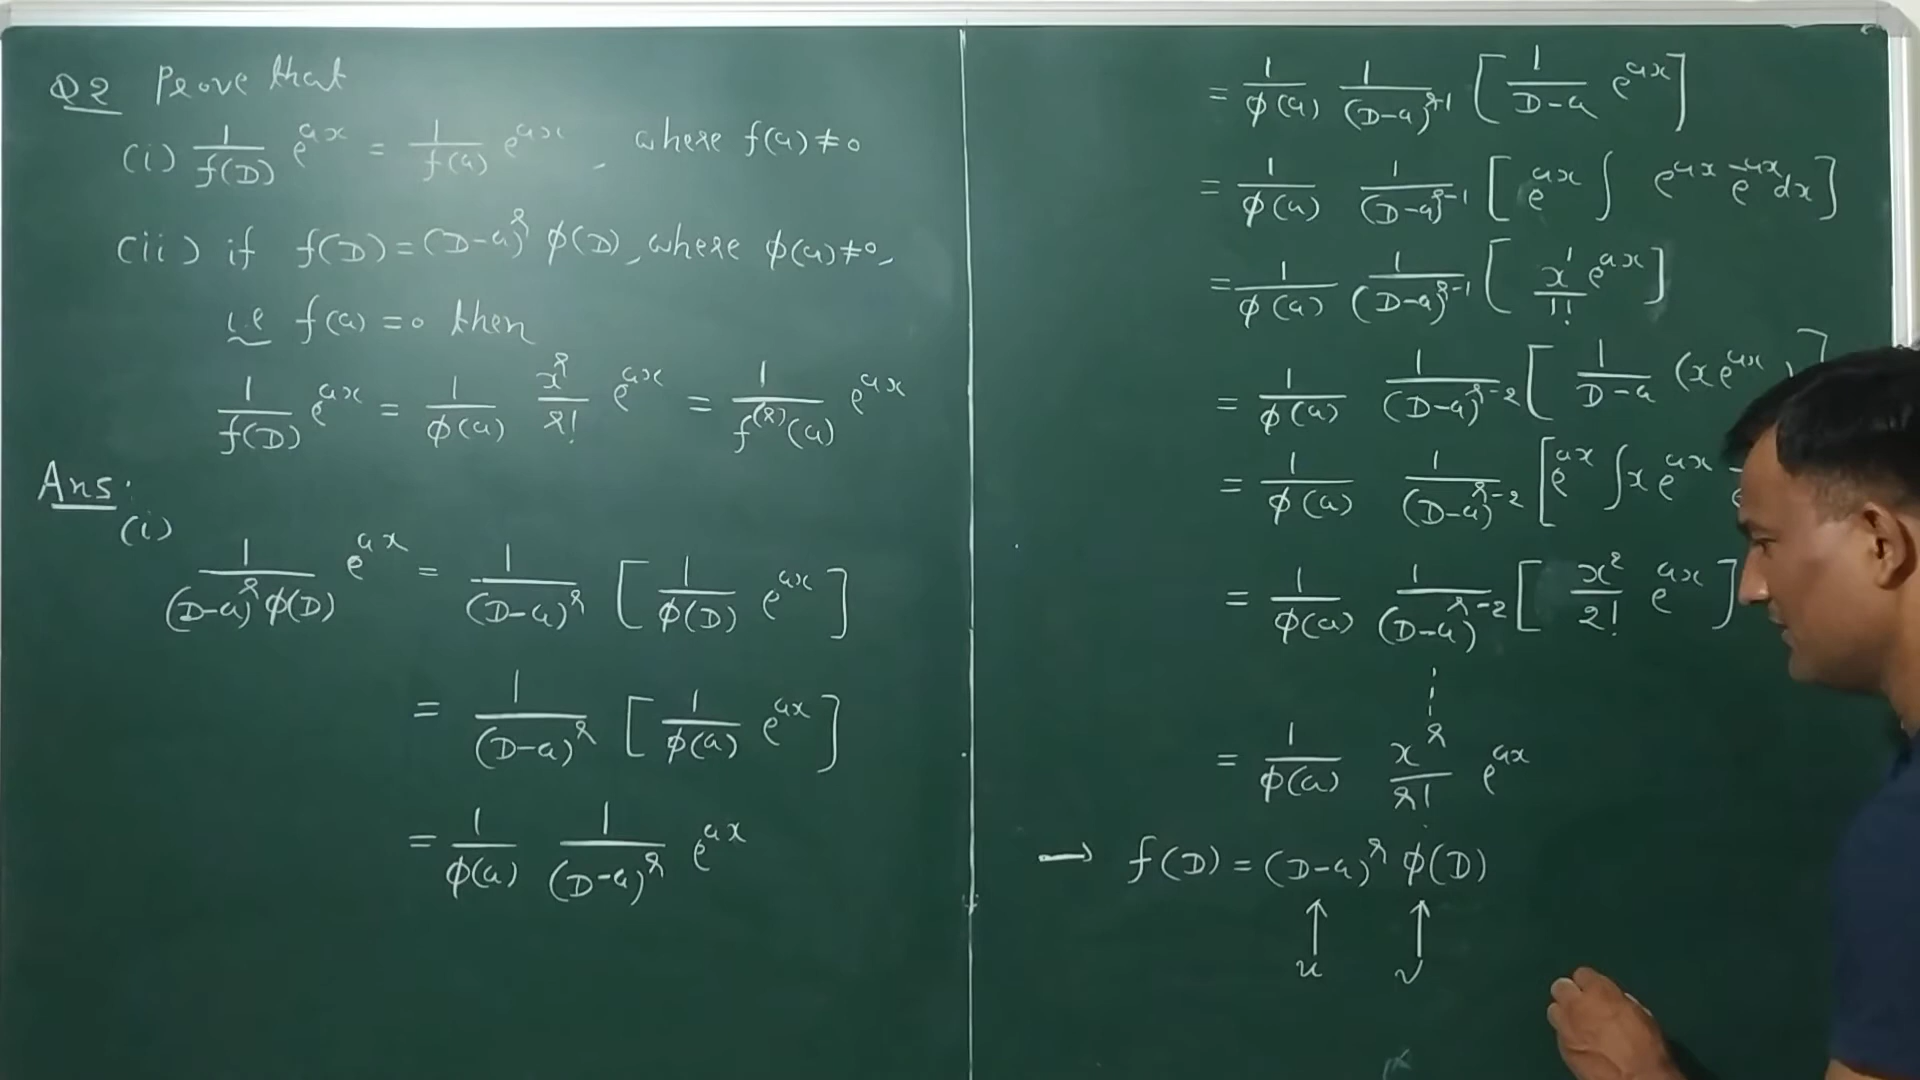 Q2 Prove that
(i) 1/f(D) e^{ax} = 1/f(a) e^{ax}, where f(a) ≠ 0
(ii) if f(D) = (D-a)^r ϕ(D), where ϕ(a) ≠ 0,
i.e f(a) = 0 then
1/f(D) e^{ax} = 1/ϕ(a) x^r/r! e^{ax} = 1/f^{(r)}(a) e^{ax}
Ans:
(i)
1/((D-a)^r ϕ(D)) e^{ax} = 1/(D-a)^r [1/ϕ(D) e^{ax}]
= 1/(D-a)^r [1/ϕ(a) e^{ax}]
= 1/ϕ(a) 1/(D-a)^r e^{ax}
= 1/ϕ(a) 1/(D-a)^{r-1} [1/(D-a) e^{ax}]
= 1/ϕ(a) 1/(D-a)^{r-1} [e^{ax} ∫ e^{ax} e^{-ax} dx]
= 1/ϕ(a) 1/(D-a)^{r-1} [x^1/1! e^{ax}]
= 1/ϕ(a) 1/(D-a)^{r-2} [1/(D-a) (x e^{ax})]
= 1/ϕ(a) 1/(D-a)^{r-2} [e^{ax} ∫ x e^{ax}
= 1/ϕ(a) 1/(D-a)^{r-2} [x^2/2! e^{ax}]
⋮
= 1/ϕ(a) x^r/r! e^{ax}
→ f(D) = (D-a)^r ϕ(D)
↑ ↑
u v